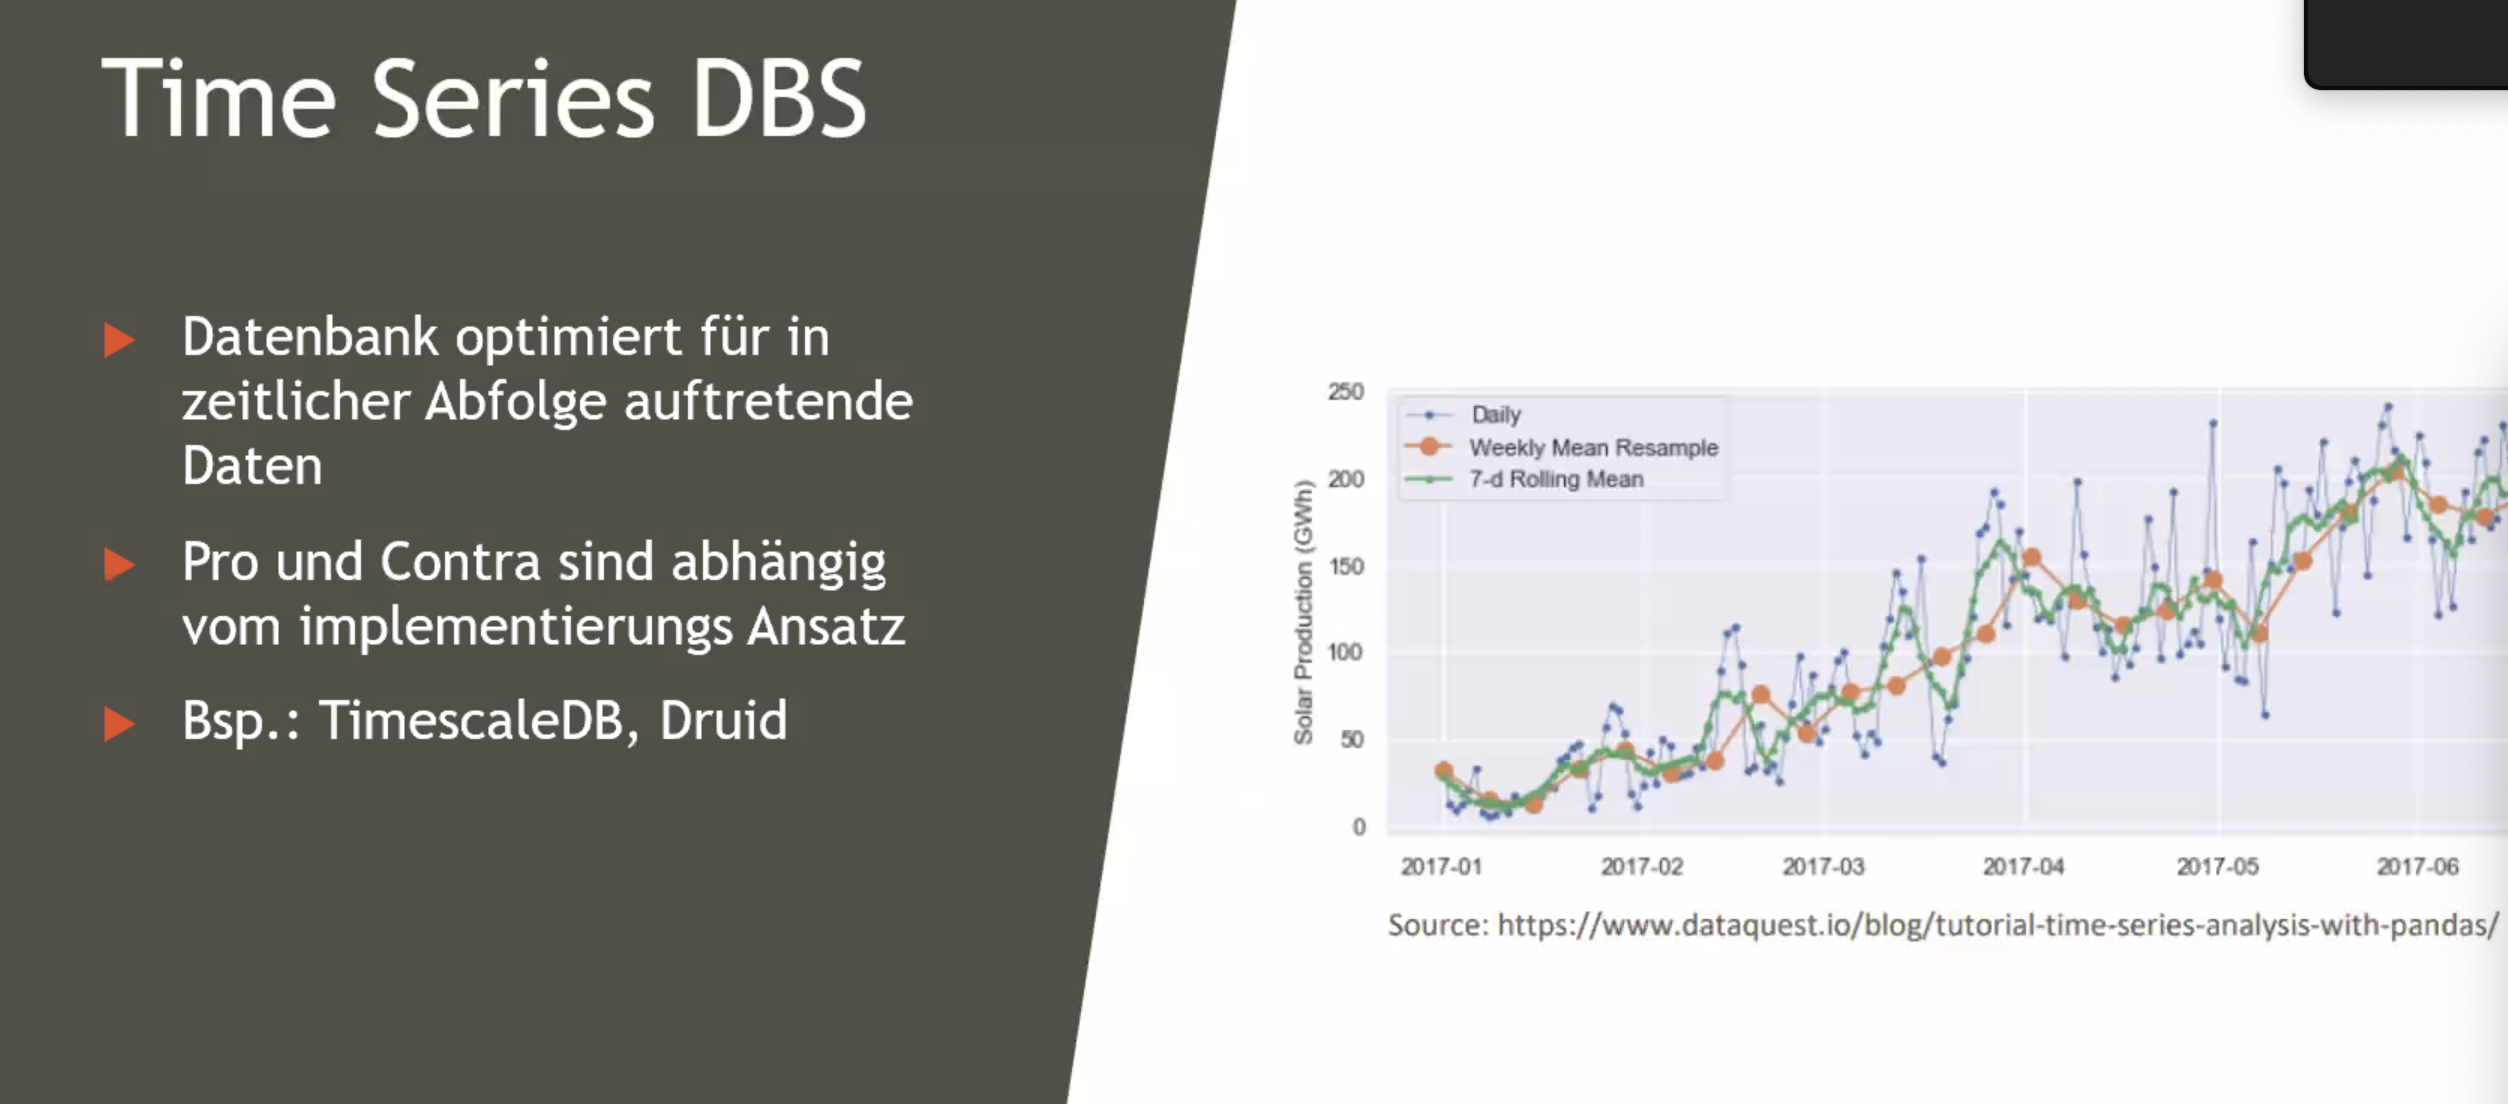 Time Series DBS
Datenbank optimiert für in
zeitlicher Abfolge auftretende
Daten
Pro und Contra sind abhängig
vom implementierungs Ansatz
Bsp.: TimescaleDB, Druid
250
200
150
100
50
0
Solar Production (GWh)
Daily
Weekly Mean Resample
7-d Rolling Mean
2017-01 2017-02 2017-03 2017-04 2017-05 2017-06
Source: https://www.dataquest.io/blog/tutorial-time-series-analysis-with-pandas/